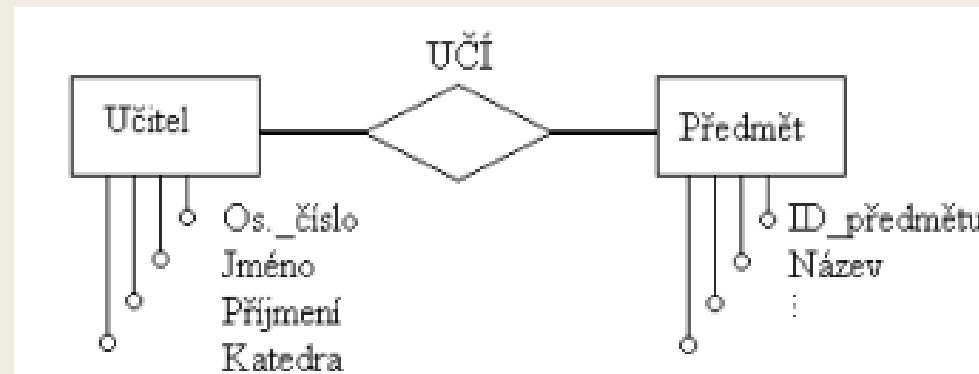 UČÍ
Učitel
Předmět
Os._číslo
Jméno
Příjmení
Katedra
ID_předmětu
Název
⋮